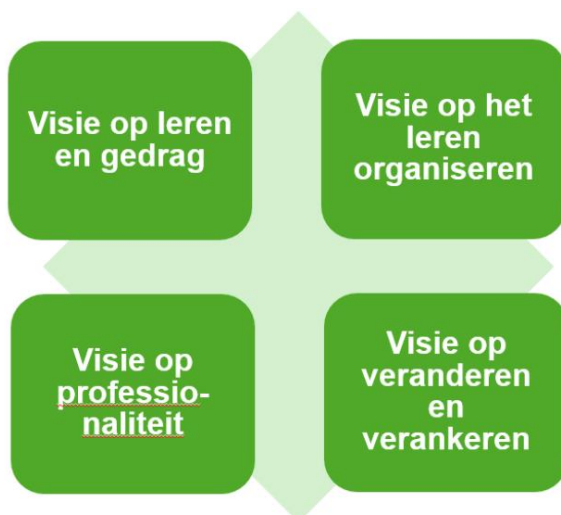 Visie op leren
en gedrag
Visie op het
leren
organiseren
Visie op
professio-
naliteit
Visie op
veranderen
en
verankeren